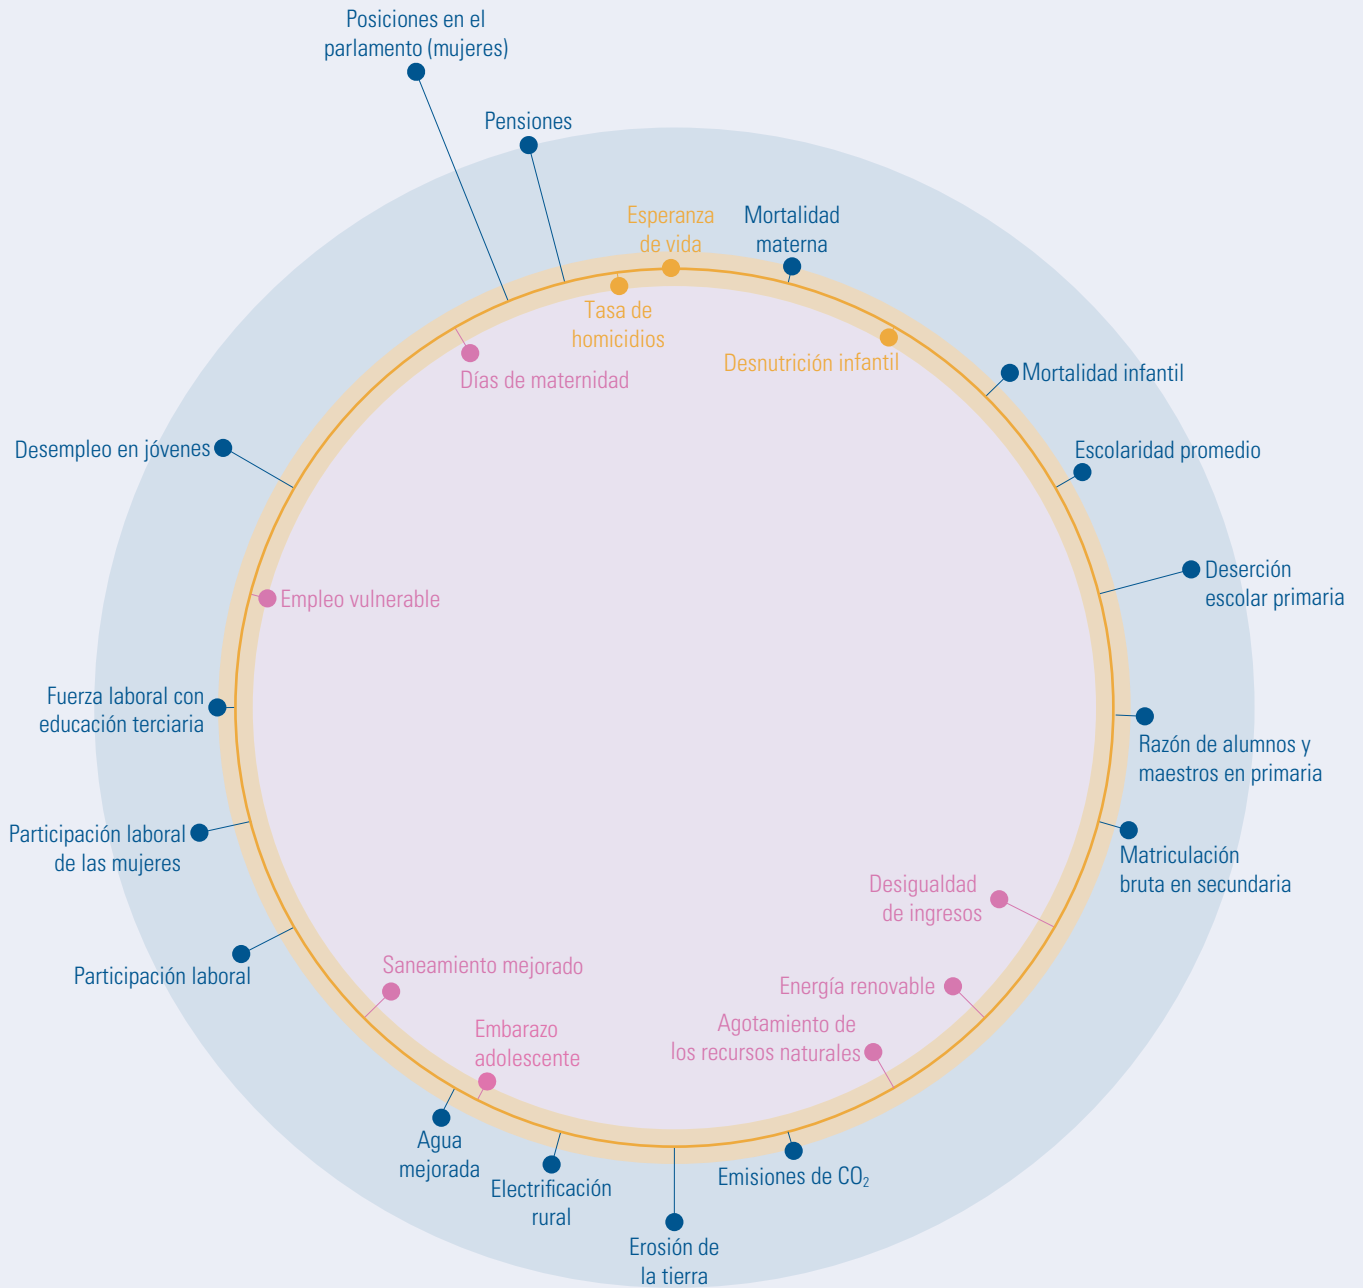 Posiciones en el
parlamento (mujeres)
Pensiones
Esperanza
de vida
Mortalidad
materna
Tasa de
homicidios
Desnutrición infantil
Días de maternidad
Mortalidad infantil
Desempleo en jóvenes
Escolaridad promedio
Deserción
escolar primaria
Empleo vulnerable
Fuerza laboral con
educación terciaria
Razón de alumnos y
maestros en primaria
Participación laboral
de las mujeres
Matriculación
bruta en secundaria
Desigualdad
de ingresos
Participación laboral
Saneamiento mejorado
Energía renovable
Embarazo
adolescente
Agotamiento de
los recursos naturales
Agua
mejorada
Electrificación
rural
Emisiones de CO₂
Erosión de
la tierra